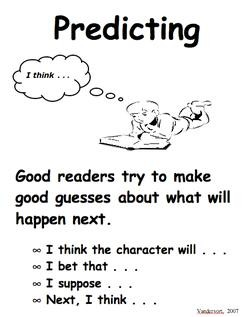 Predicting
I think . . .
Good readers try to make
good guesses about what will
happen next.
∞ I think the character will . . .
∞ I bet that . . .
∞ I suppose . . .
∞ Next, I think . . .
Vandervort, 2007